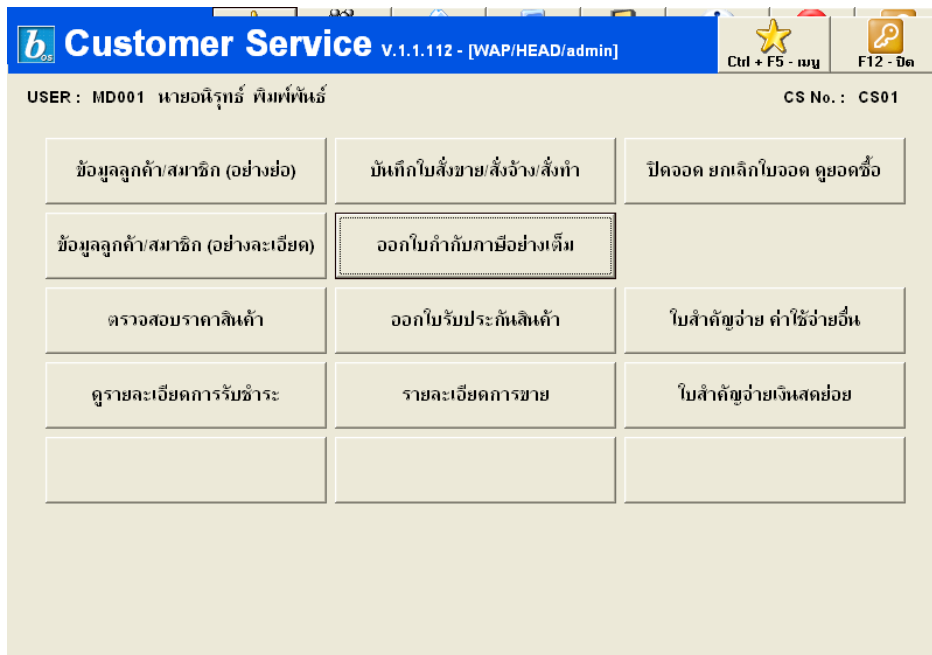 b.os Customer Service V.1.1.112 - [WAP/HEAD/admin]
Ctrl + F5 - เมนู
F12 - ปิด
USER : MD001 นายอนิรุทธ์ พิมพ์พันธ์
CS No. : CS01
ข้อมูลลูกค้า/สมาชิก (อย่างย่อ)
บันทึกใบสั่งขาย/สั่งจ้าง/สั่งทำ
ปิดจอด ยกเลิกใบจอด ดูยอดซื้อ
ข้อมูลลูกค้า/สมาชิก (อย่างละเอียด)
ออกใบกำกับภาษีอย่างเต็ม
ตรวจสอบราคาสินค้า
ออกใบรับประกันสินค้า
ใบสำคัญจ่าย ค่าใช้จ่ายอื่น
ดูรายละเอียดการรับชำระ
รายละเอียดการขาย
ใบสำคัญจ่ายเงินสดย่อย